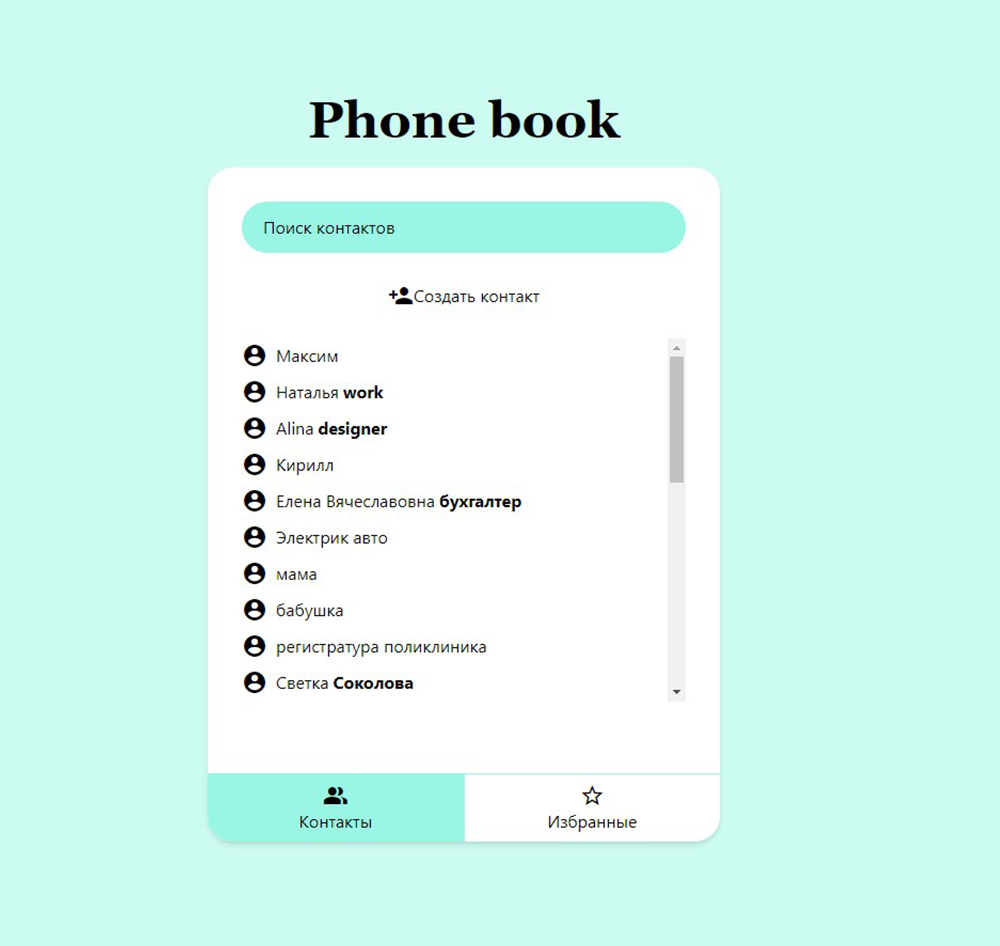 Phone book
Поиск контактов
Создать контакт
Максим
Наталья work
Alina designer
Кирилл
Елена Вячеславовна бухгалтер
Электрик авто
мама
бабушка
регистратура поликлиника
Светка Соколова
Контакты
Избранные